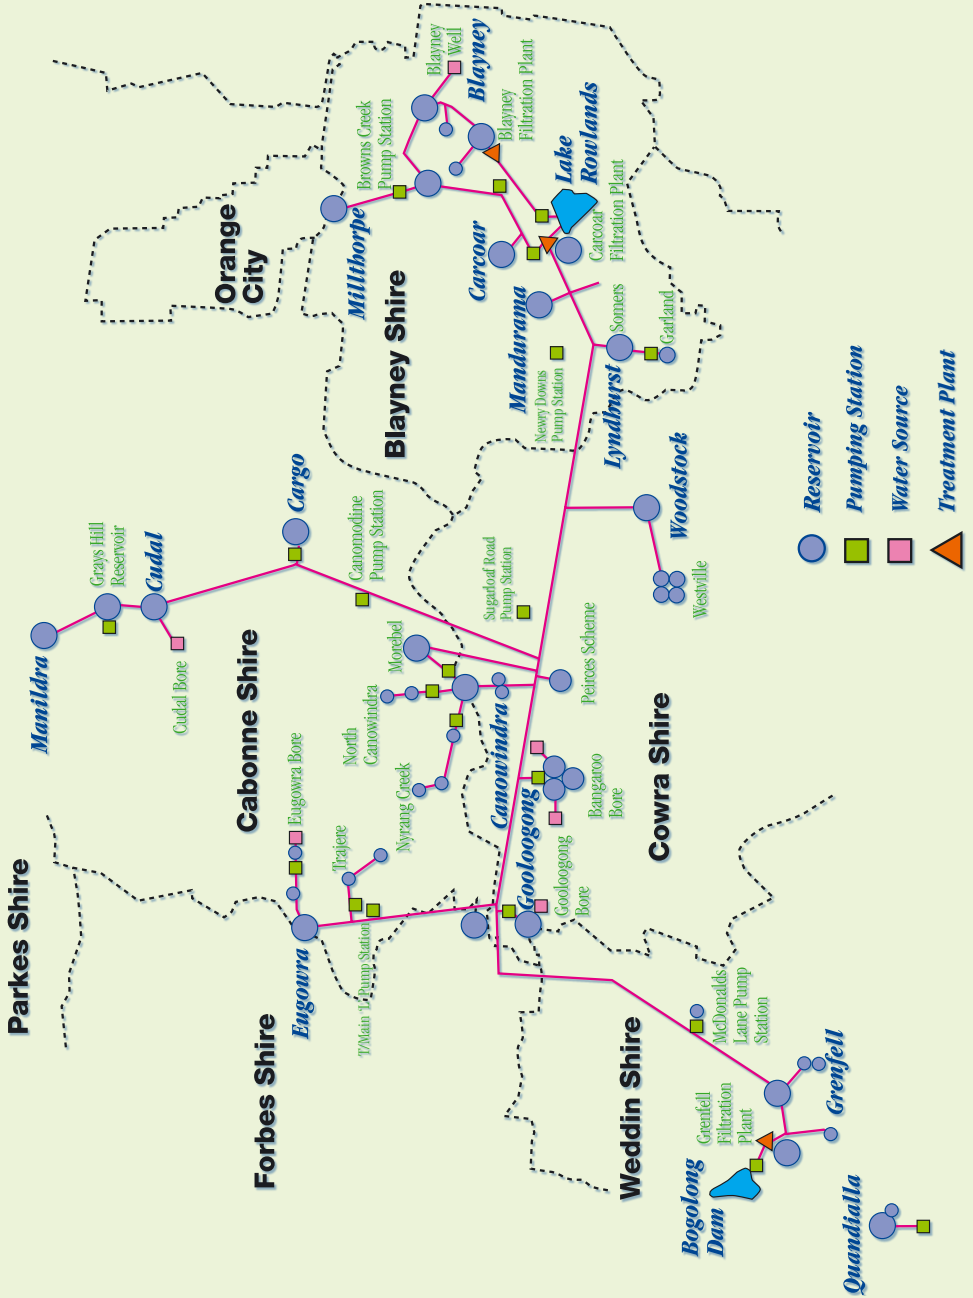 Parkes Shire
Forbes Shire
Weddin Shire
Cabonne Shire
Cowra Shire
Blayney Shire
Orange
City
Manildra
Grays Hill
Reservoir
Cudal
Cudal Bore
Cargo
Canomodine
Pump Station
Eugowra Bore
Eugowra
Trajere
T/Main 'L' Pump Station
Nyrang Creek
North
Canowindra
Morebel
Canowindra
Sugarloaf Road
Pump Station
Peirces Scheme
Gooloogong
Gooloogong
Bore
Bangaroo
Bore
McDonalds
Lane Pump
Station
Grenfell
Filtration
Plant
Grenfell
Bogolong
Dam
Quandialla
Millthorpe
Browns Creek
Pump Station
Blayney
Well
Blayney
Blayney
Filtration Plant
Lake
Rowlands
Carcoar
Carcoar
Filtration Plant
Mandurama
Newry Downs
Pump Station
Somers
Garland
Lyndhurst
Woodstock
Westville
Reservoir
Pumping Station
Water Source
Treatment Plant